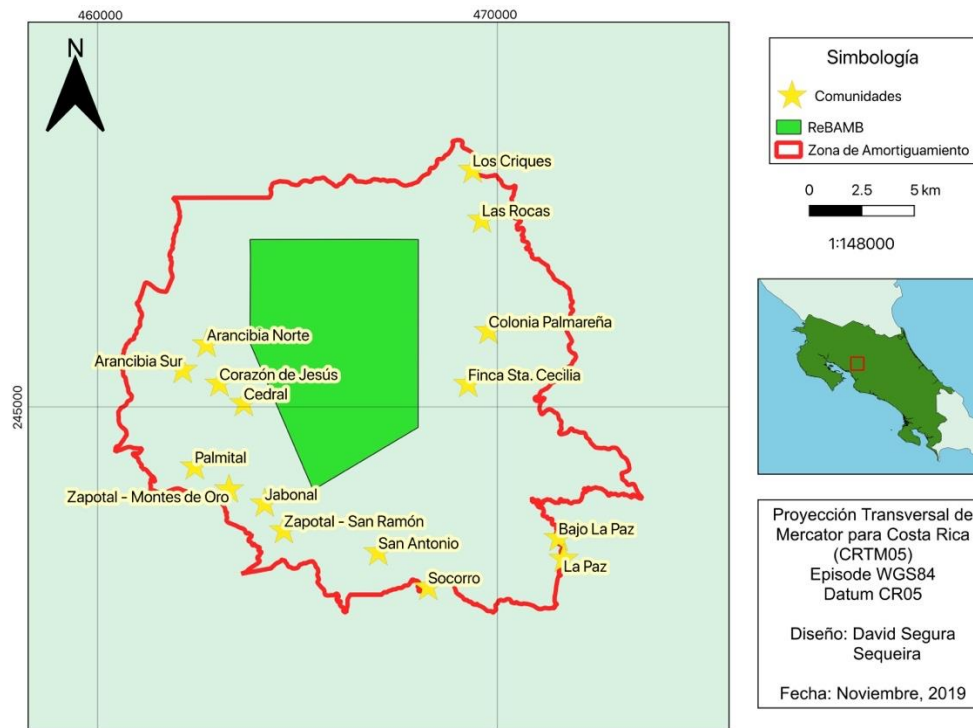 460000
470000
N
Los Criques
Las Rocas
Colonia Palmareña
Arancibia Norte
Arancibia Sur
Corazón de Jesús
Finca Sta. Cecilia
Cedral
245000
Palmital
Zapotal - Montes de Oro
Jabonal
Zapotal - San Ramón
Bajo La Paz
San Antonio
La Paz
Socorro
Simbología
Comunidades
ReBAMB
Zona de Amortiguamiento
0 2.5 5 km
1:148000
Proyección Transversal de
Mercator para Costa Rica
(CRTM05)
Episode WGS84
Datum CR05
Diseño: David Segura
Sequeira
Fecha: Noviembre, 2019